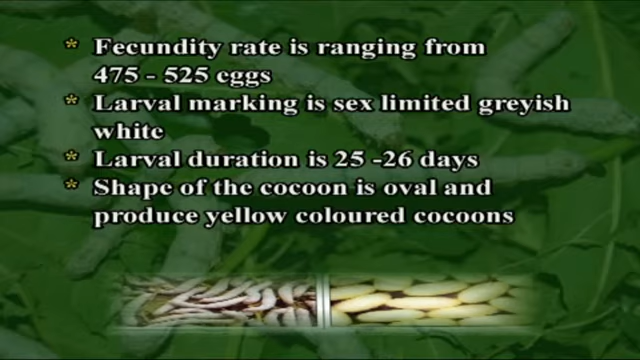 * Fecundity rate is ranging from
475 - 525 eggs
* Larval marking is sex limited greyish
white
* Larval duration is 25 -26 days
* Shape of the cocoon is oval and
produce yellow coloured cocoons